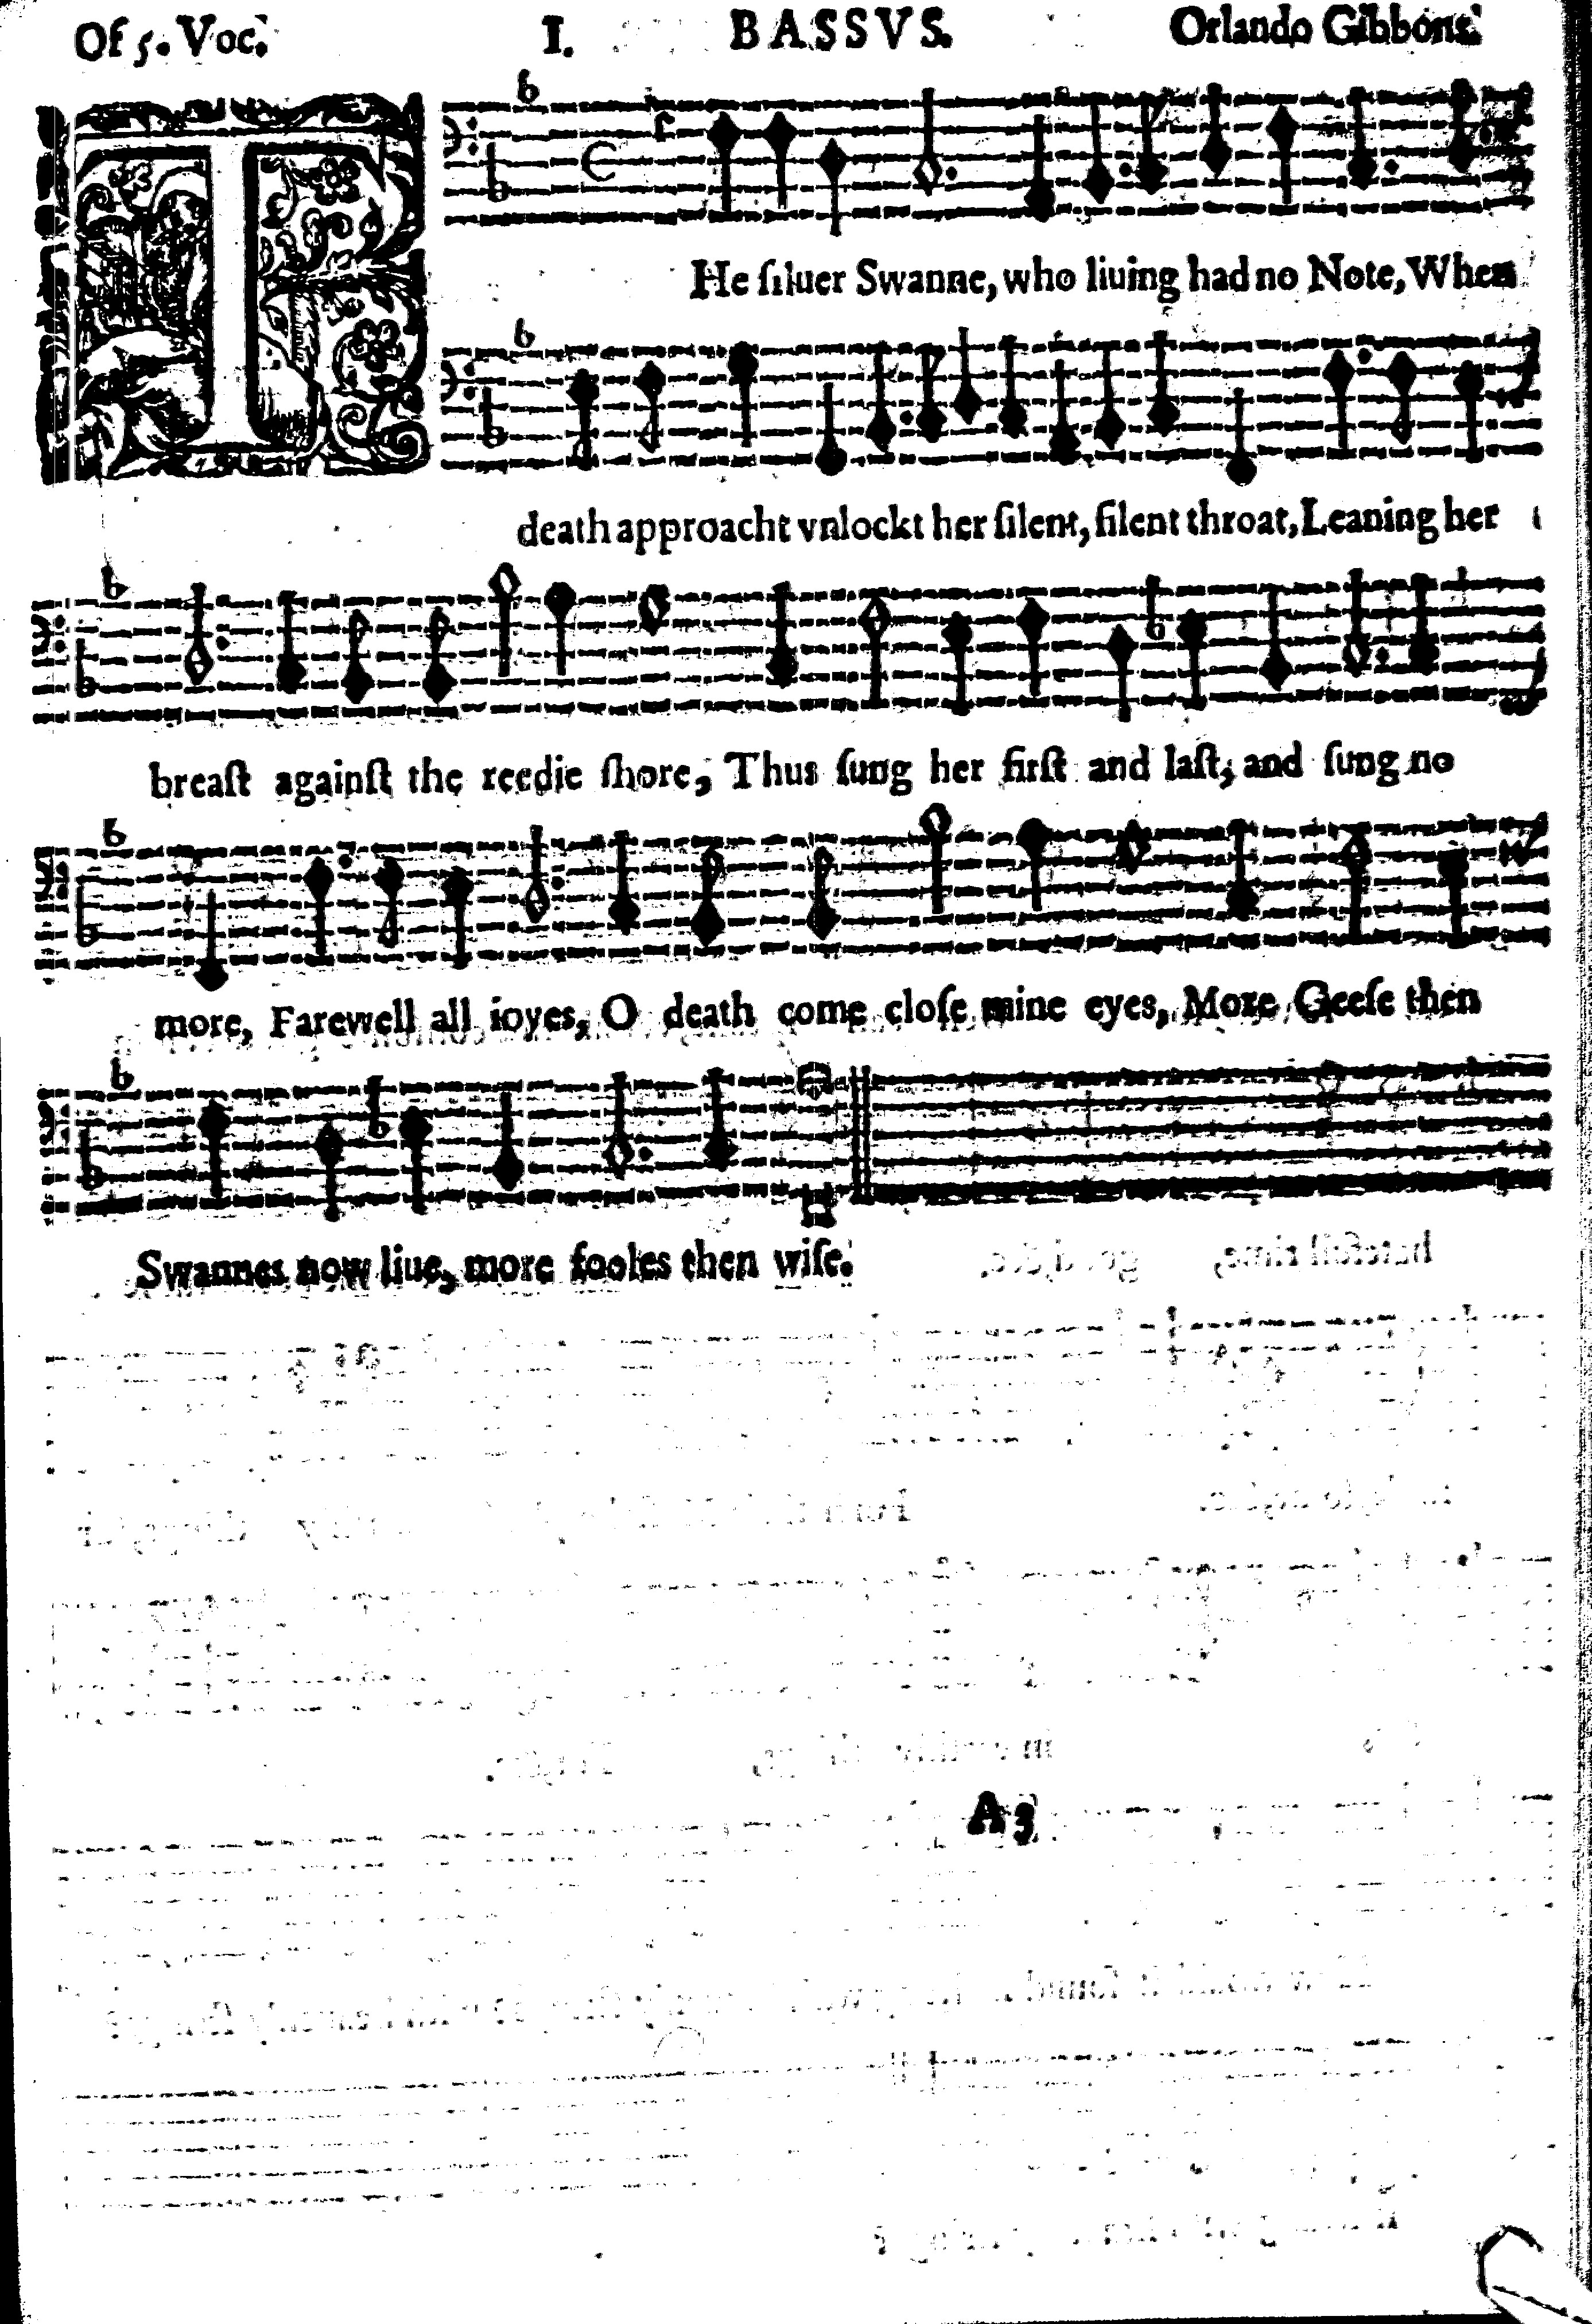 Of 5. Voc. I. BASSVS. Orlando Gibbons.
THe ſiluer Swanne, who liuing had no Note, When
death approacht vnlockt her ſilent, ſilent throat, Leaning her
breaſt againſt the reedie ſhore, Thus ſung her firſt and laſt, and ſung no
more, Farewell all ioyes, O death come cloſe mine eyes, More Geeſe then
Swannes now liue, more fooles then wiſe.
A 3